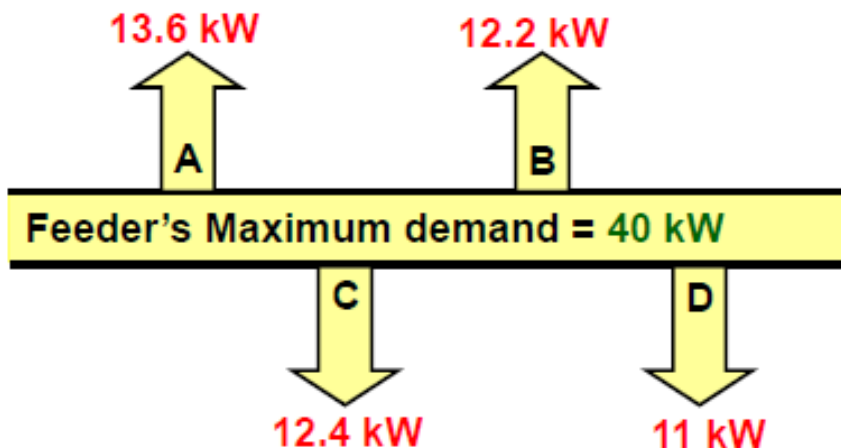 13.6 kW 12.2 kW
A B
Feeder's Maximum demand = 40 kW
C D
12.4 kW 11 kW